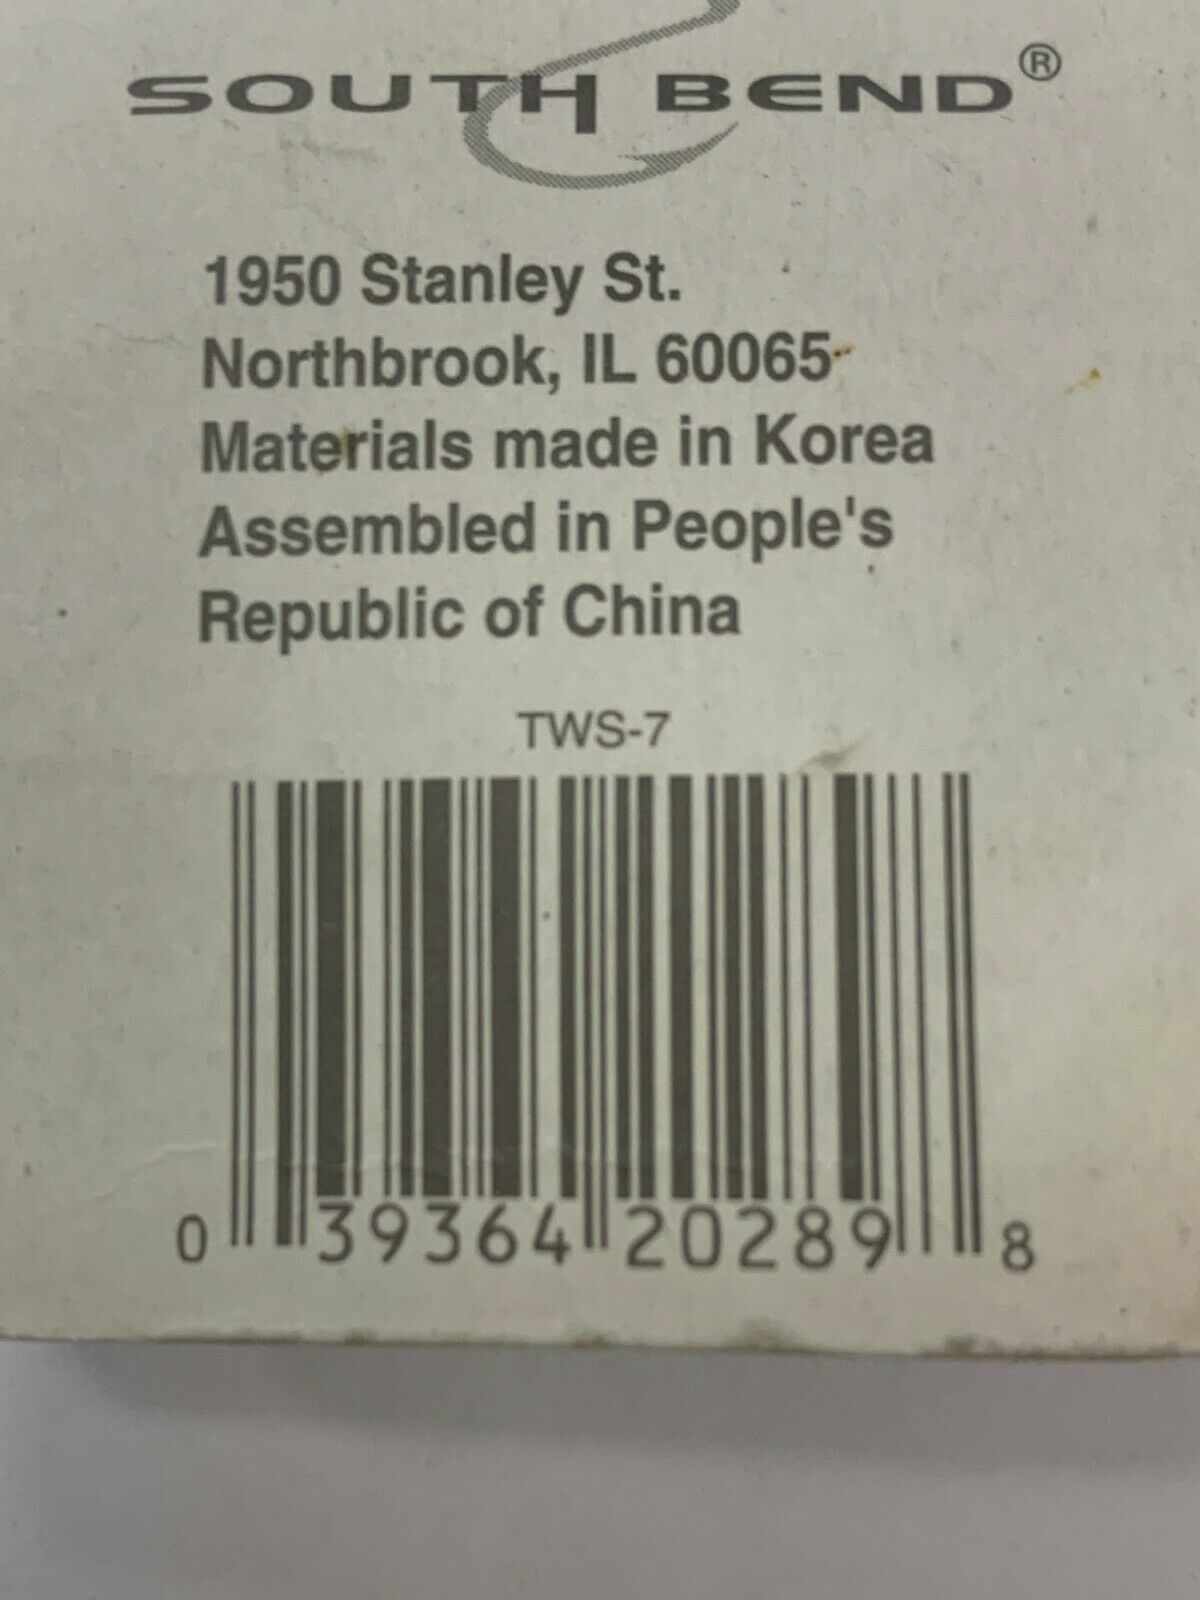 SOUTH BEND®
1950 Stanley St.
Northbrook, IL 60065
Materials made in Korea
Assembled in People's
Republic of China
TWS-7
0 39364 20289 8